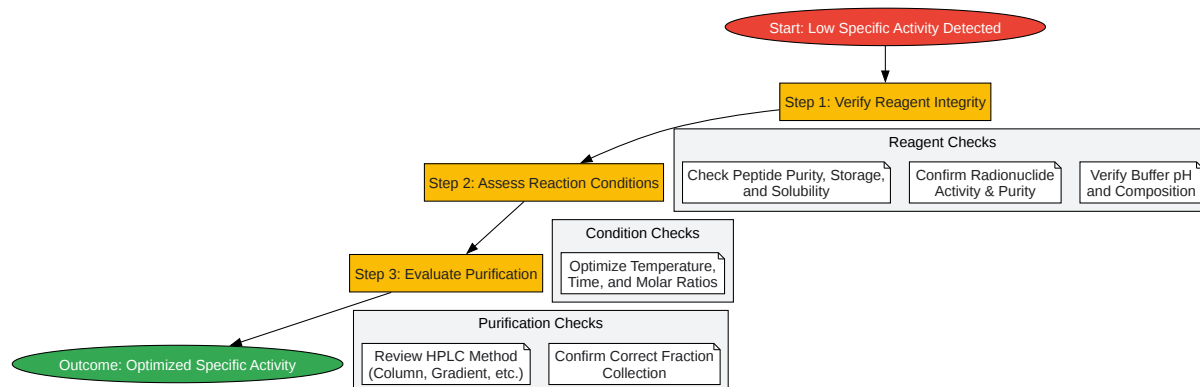 Start: Low Specific Activity Detected
Step 1: Verify Reagent Integrity
Reagent Checks
Check Peptide Purity, Storage,
and Solubility
Confirm Radionuclide
Activity & Purity
Verify Buffer pH
and Composition
Step 2: Assess Reaction Conditions
Condition Checks
Optimize Temperature,
Time, and Molar Ratios
Step 3: Evaluate Purification
Purification Checks
Review HPLC Method
(Column, Gradient, etc.)
Confirm Correct Fraction
Collection
Outcome: Optimized Specific Activity